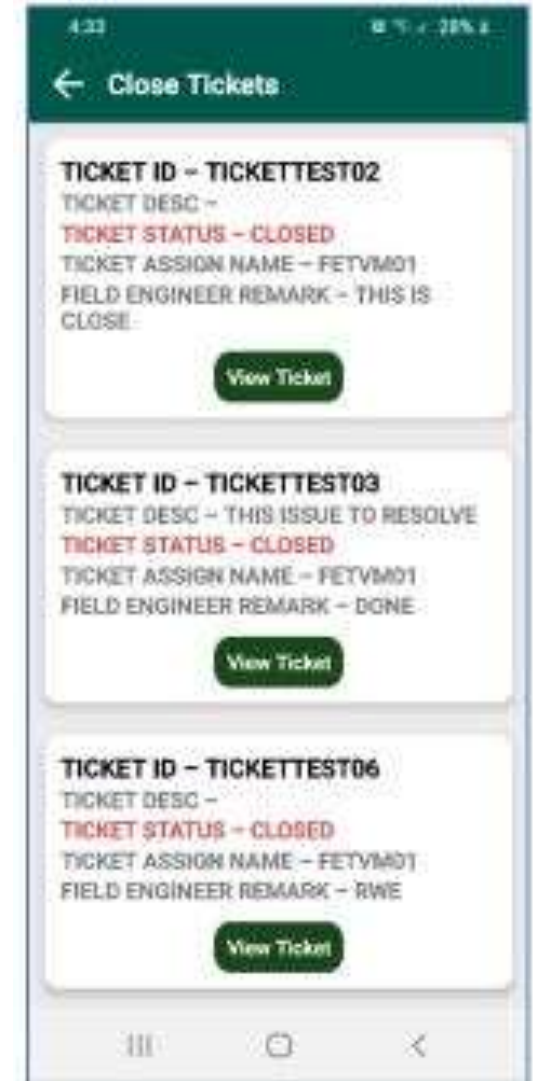 4:33 28%
Close Tickets
TICKET ID – TICKETTEST02
TICKET DESC –
TICKET STATUS – CLOSED
TICKET ASSIGN NAME – FETVM01
FIELD ENGINEER REMARK – THIS IS
CLOSE
View Ticket
TICKET ID – TICKETTEST03
TICKET DESC – THIS ISSUE TO RESOLVE
TICKET STATUS – CLOSED
TICKET ASSIGN NAME – FETVM01
FIELD ENGINEER REMARK – DONE
View Ticket
TICKET ID – TICKETTEST06
TICKET DESC –
TICKET STATUS – CLOSED
TICKET ASSIGN NAME – FETVM01
FIELD ENGINEER REMARK – RWE
View Ticket